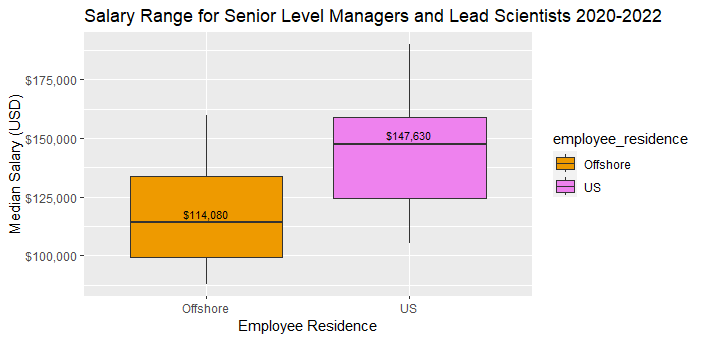 Salary Range for Senior Level Managers and Lead Scientists 2020-2022
Median Salary (USD)
$175,000
$150,000
$125,000
$100,000
$114,080
$147,630
Offshore
US
Employee Residence
employee_residence
Offshore
US